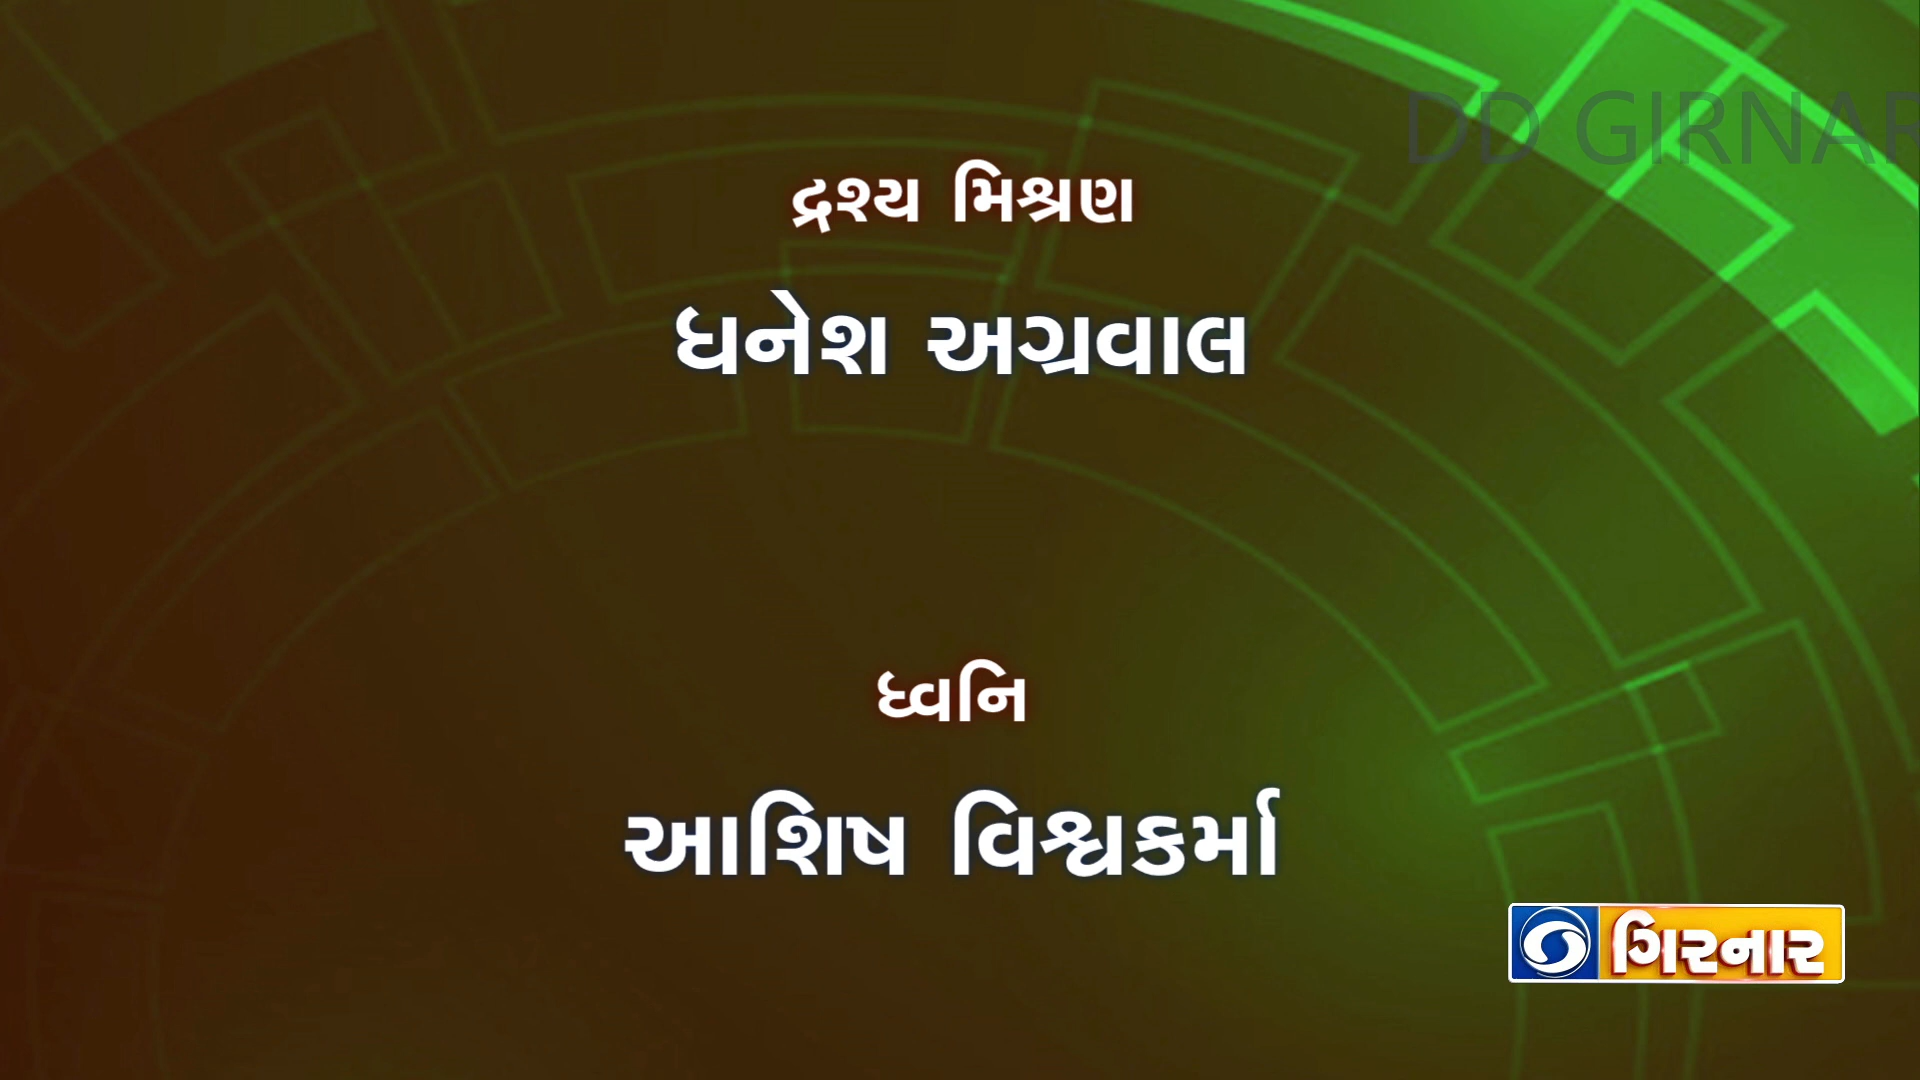 DD GIRNAR
દ્રશ્ય મિશ્રણ
ધનેશ અગ્રવાલ
ધ્વનિ
આશિષ વિશ્વકર્મા
ગિરનાર